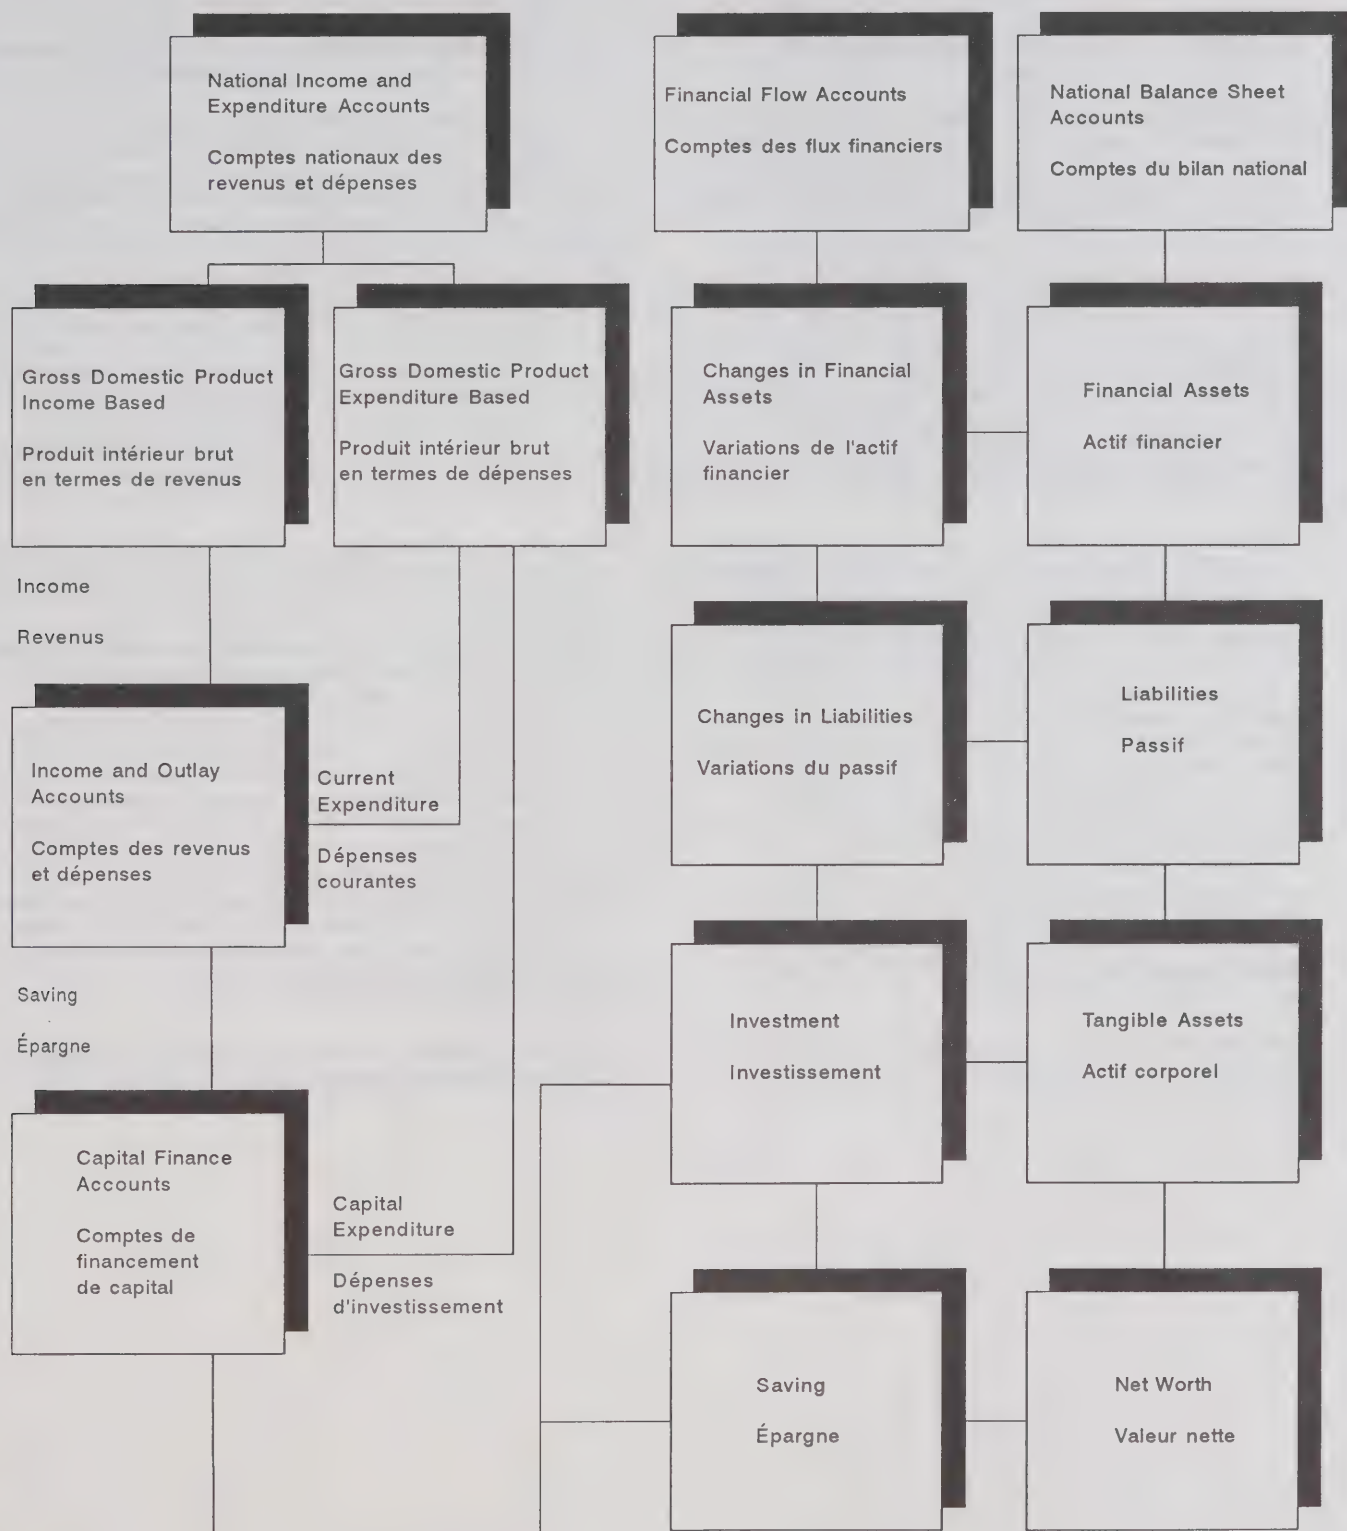 National Income and
Expenditure Accounts
Comptes nationaux des
revenus et dépenses
Financial Flow Accounts
Comptes des flux financiers
National Balance Sheet
Accounts
Comptes du bilan national
Gross Domestic Product
Income Based
Produit intérieur brut
en termes de revenus
Gross Domestic Product
Expenditure Based
Produit intérieur brut
en termes de dépenses
Changes in Financial
Assets
Variations de l'actif
financier
Financial Assets
Actif financier
Income
Revenus
Income and Outlay
Accounts
Comptes des revenus
et dépenses
Current
Expenditure
Dépenses
courantes
Changes in Liabilities
Variations du passif
Liabilities
Passif
Saving
Épargne
Investment
Investissement
Tangible Assets
Actif corporel
Capital Finance
Accounts
Comptes de
financement
de capital
Capital
Expenditure
Dépenses
d'investissement
Saving
Épargne
Net Worth
Valeur nette